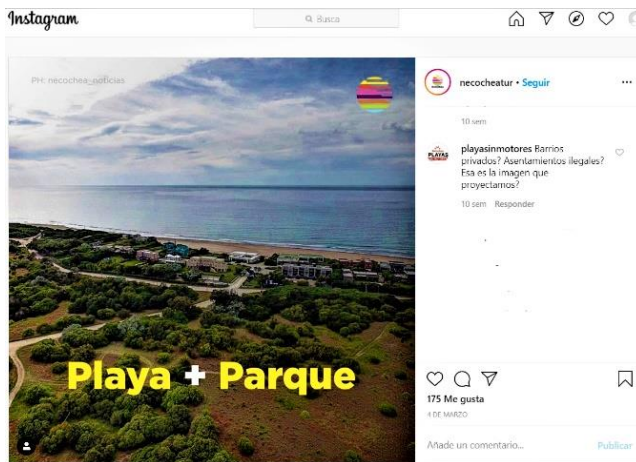 Instagram
Busca
PH: necochea_noticias
necocheatur • Seguir
10 sem
playasinmotores Barrios
privados? Asentamientos ilegales?
Esa es la imagen que
proyectamos?
10 sem Responder
Playa + Parque
175 Me gusta
4 DE MARZO
Añade un comentario... Publicar